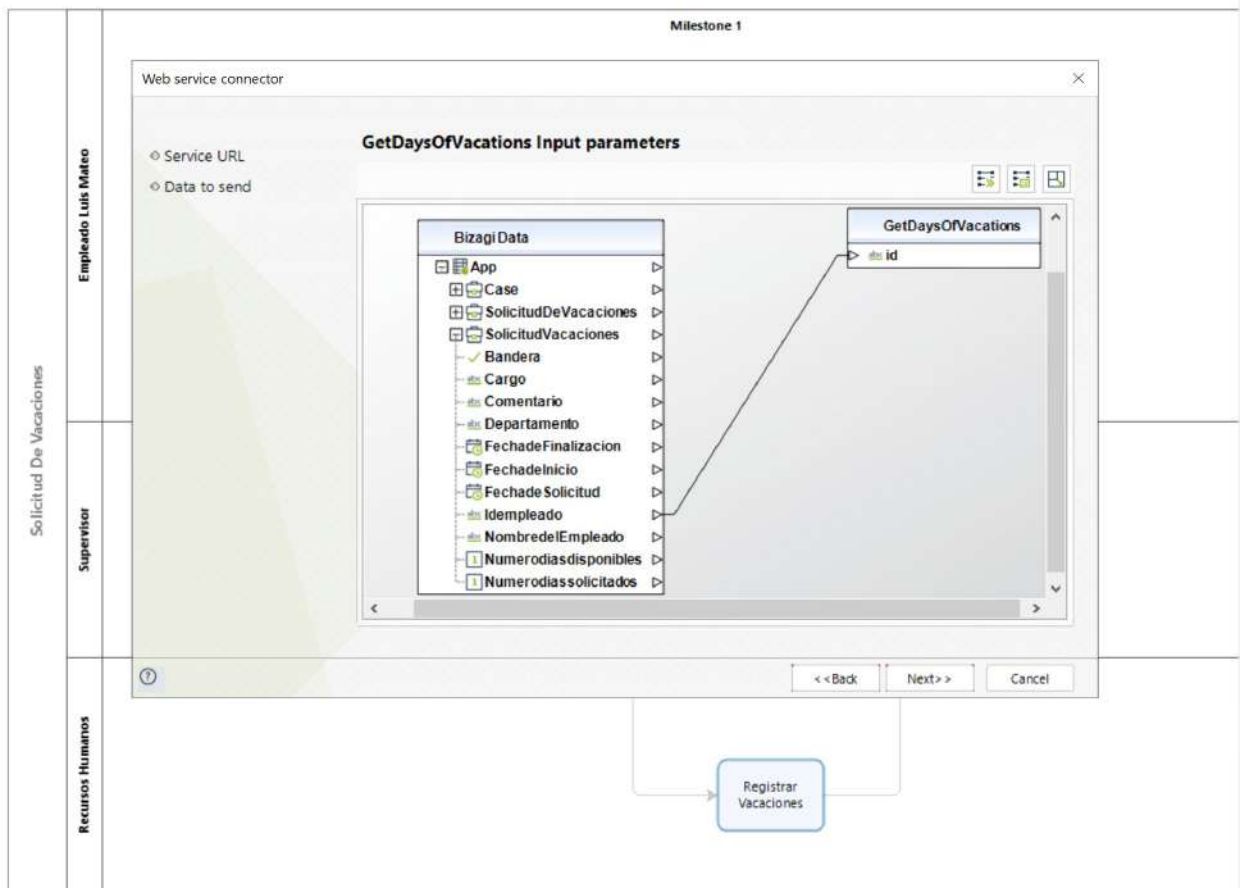 Milestone 1
Solicitud De Vacaciones
Empleado Luis Mateo
Supervisor
Recursos Humanos
Web service connector
Service URL
Data to send
GetDaysOfVacations Input parameters
Bizagi Data
App
Case
SolicitudDeVacaciones
SolicitudVacaciones
Bandera
Cargo
Comentario
Departamento
FechadeFinalizacion
FechadeInicio
FechadeSolicitud
Idempleado
NombredelEmpleado
Numerodiasdisponibles
Numerodiassolicitados
GetDaysOfVacations
id
<<Back
Next>>
Cancel
Registrar
Vacaciones